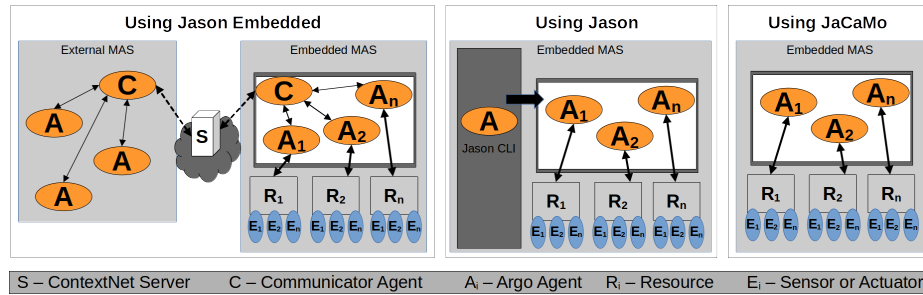 Using Jason Embedded
External MAS
Embedded MAS
C
A
A
A
S
C
A1
A2
An
R1
R2
Rn
E1 E2 En
E1 E2 En
E1 E2 En
Using Jason
Embedded MAS
A
Jason CLI
A1
A2
An
R1
R2
Rn
E1 E2 En
E1 E2 En
E1 E2 En
Using JaCaMo
Embedded MAS
A1
A2
An
R1
R2
Rn
E1 E2 En
E1 E2 En
E1 E2 En
S – ContextNet Server C – Communicator Agent Ai – Argo Agent Ri – Resource Ei – Sensor or Actuator